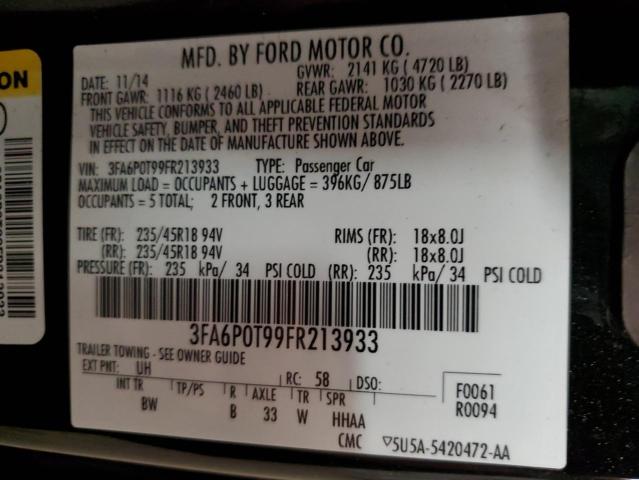 ON
MFD. BY FORD MOTOR CO.
DATE: 11/14 GVWR: 2141 KG ( 4720 LB)
FRONT GAWR: 1116 KG ( 2460 LB) REAR GAWR: 1030 KG ( 2270 LB)
THIS VEHICLE CONFORMS TO ALL APPLICABLE FEDERAL MOTOR
VEHICLE SAFETY, BUMPER, AND THEFT PREVENTION STANDARDS
IN EFFECT ON THE DATE OF MANUFACTURE SHOWN ABOVE.
VIN: 3FA6P0T99FR213933 TYPE: Passenger Car
MAXIMUM LOAD = OCCUPANTS + LUGGAGE = 396KG/ 875LB
OCCUPANTS = 5 TOTAL; 2 FRONT, 3 REAR
TIRE (FR): 235/45R18 94V RIMS (FR): 18x8.0J
(RR): 235/45R18 94V (RR): 18x8.0J
PRESSURE (FR): 235 kPa/ 34 PSI COLD (RR): 235 kPa/ 34 PSI COLD
3FA6P0T99FR213933
TRAILER TOWING - SEE OWNER GUIDE
EXT PNT: UH RC: 58 DSO: F0061
INT TR TP/PS R AXLE TR SPR R0094
BW B 33 W HHAA
CMC ▽5U5A-5420472-AA